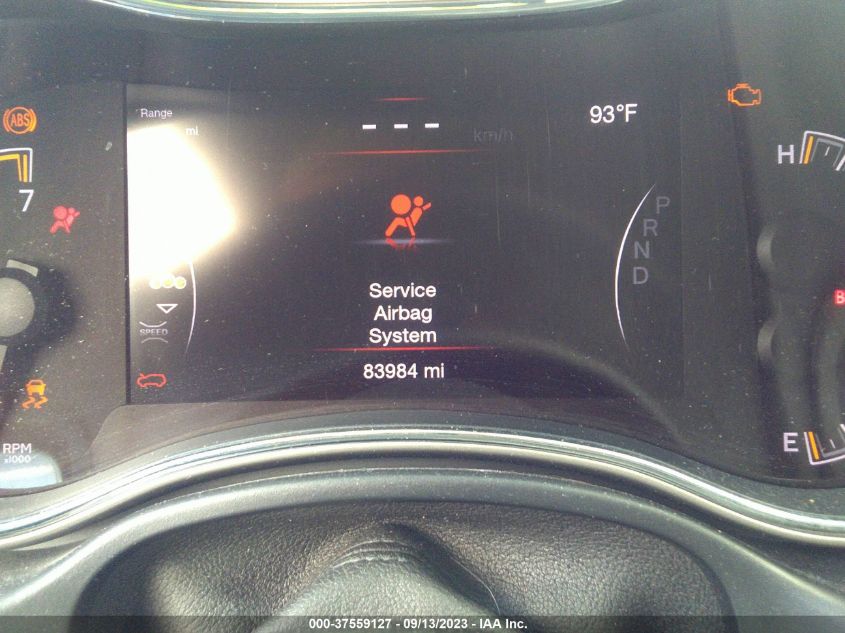 Range
mi
- - -
km/h
93°F
ABS
7
H
P
R
N
D
Service
Airbag
System
SPEED
83984 mi
RPM
x1000
E
B
000-37559127 - 09/13/2023 - IAA Inc.